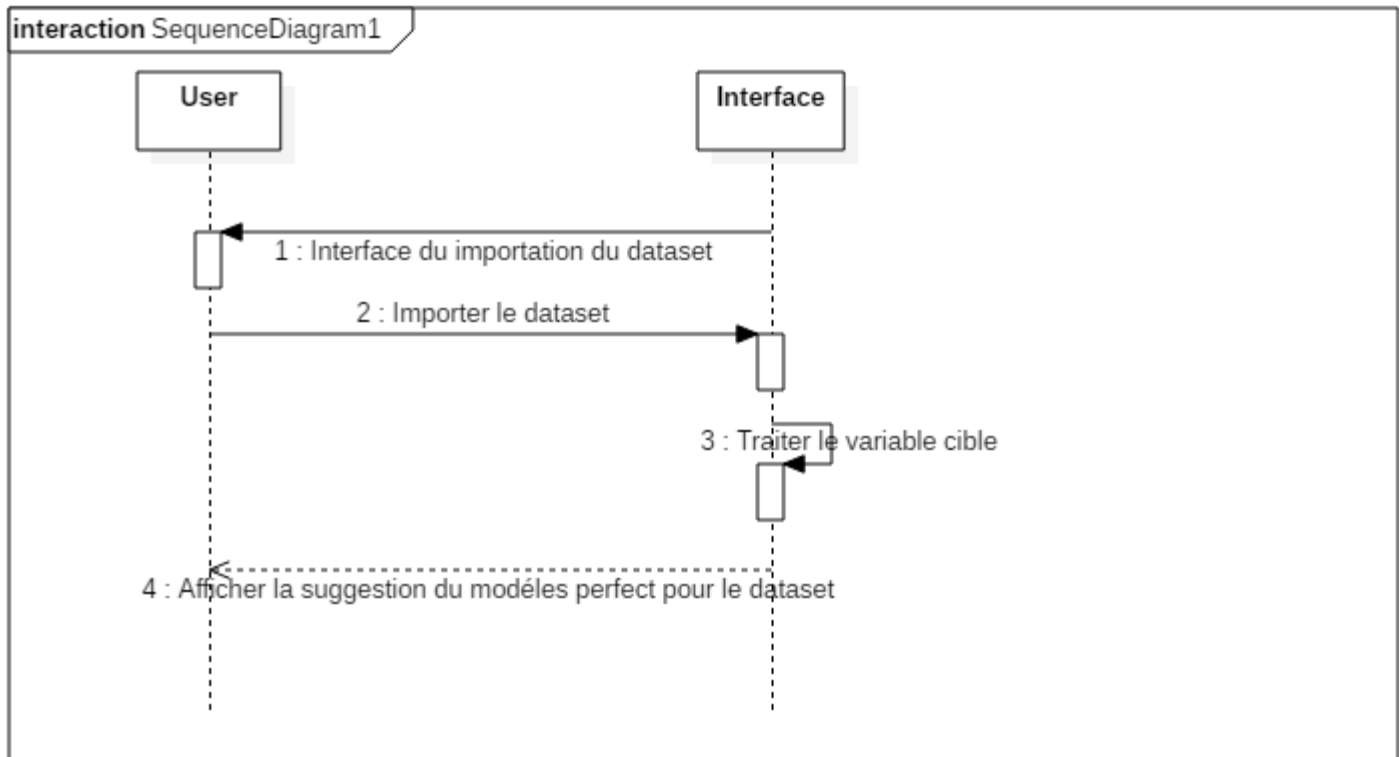 interaction SequenceDiagram1
User
Interface
1 : Interface du importation du dataset
2 : Importer le dataset
3 : Traiter le variable cible
4 : Afficher la suggestion du modéles perfect pour le dataset